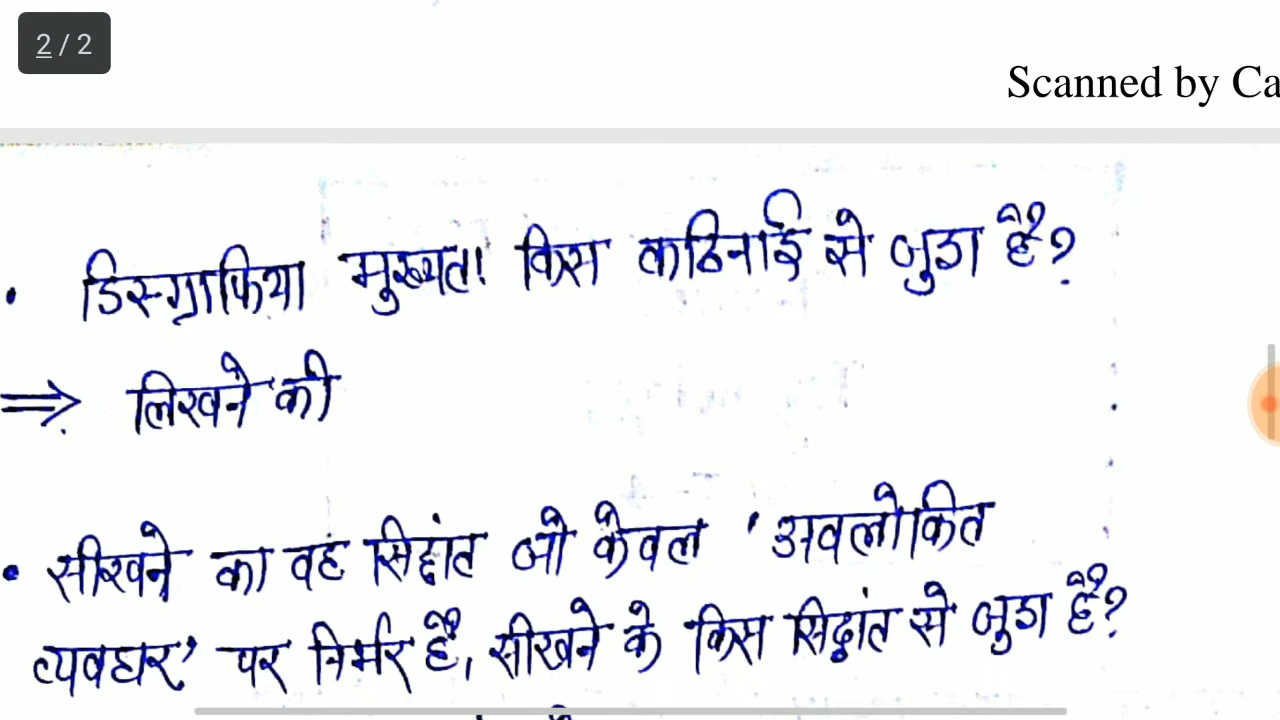 2 / 2
Scanned by Ca
• डिस्ग्राफिया मुख्यतः किस कठिनाई से जुडा है?
⇒ लिखने की
• सीखने का वह सिद्धांत जो केवल 'अवलोकित
व्यवहार' पर निर्भर है, सीखने के किस सिद्धांत से जुडा है?